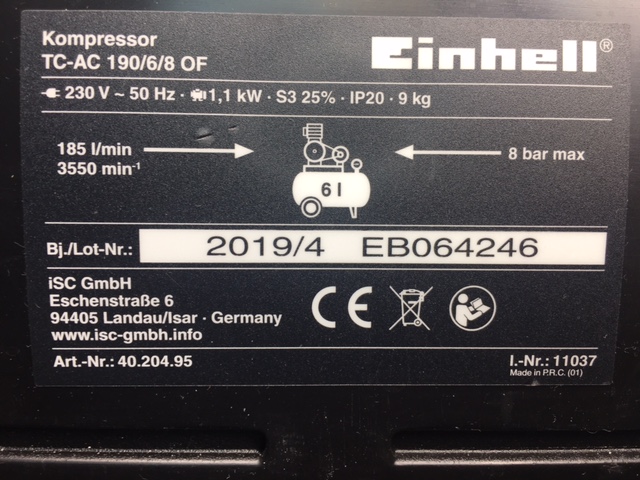 Kompressor
TC-AC 190/6/8 OF
Einhell®
230 V ~ 50 Hz · 1,1 kW · S3 25% · IP20 · 9 kg
185 l/min
3550 min⁻¹
6 l
8 bar max
Bj./Lot-Nr.: 2019/4 EB064246
iSC GmbH
Eschenstraße 6
94405 Landau/Isar · Germany
www.isc-gmbh.info
CE
Art.-Nr.: 40.204.95
I.-Nr.: 11037
Made in P.R.C. (01)